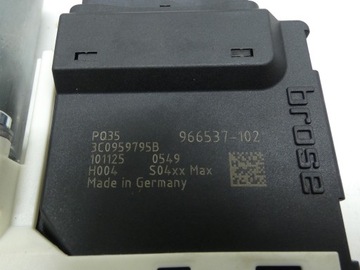 PQ35 966537-102
3C0959795B
101125 0549
H004 S04xx Max
Made in Germany
brose